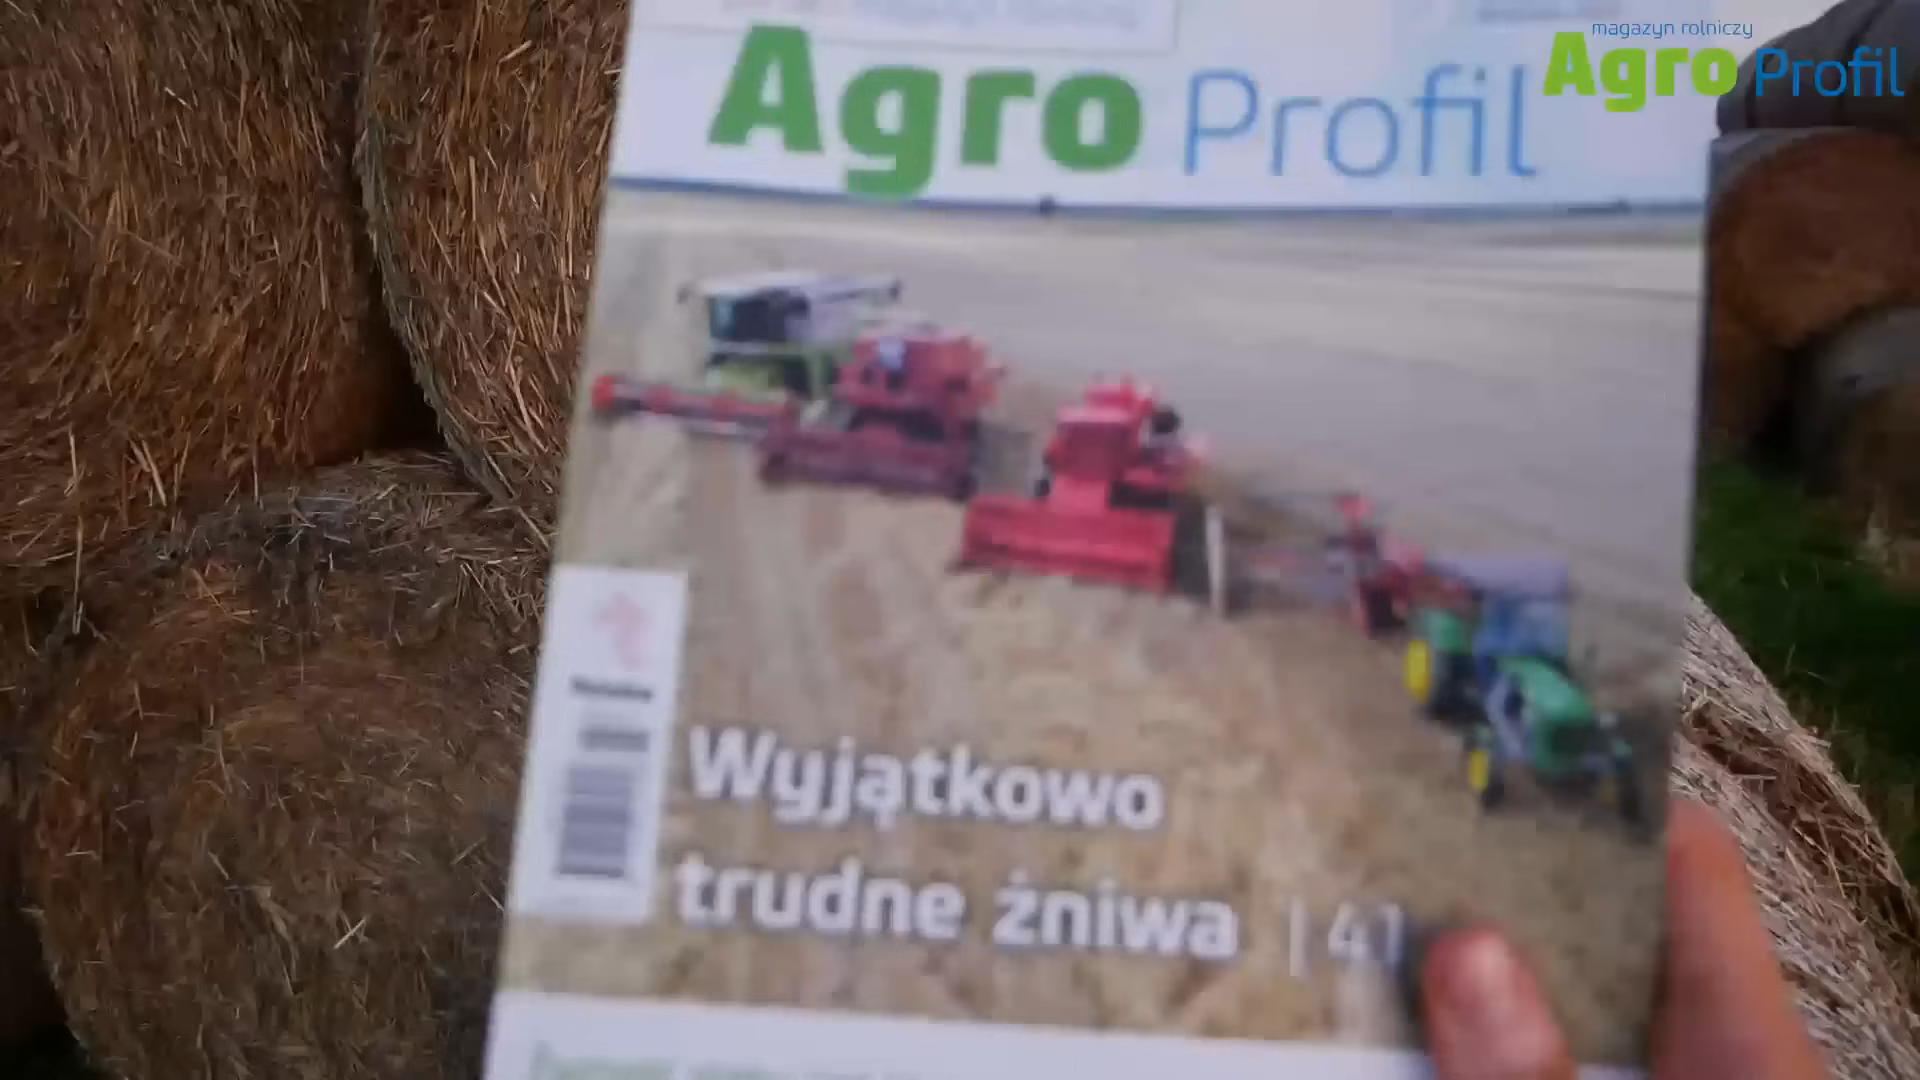 magazyn rolniczy
Agro Profil
Agro Profil
Wyjątkowo
trudne żniwa | 41